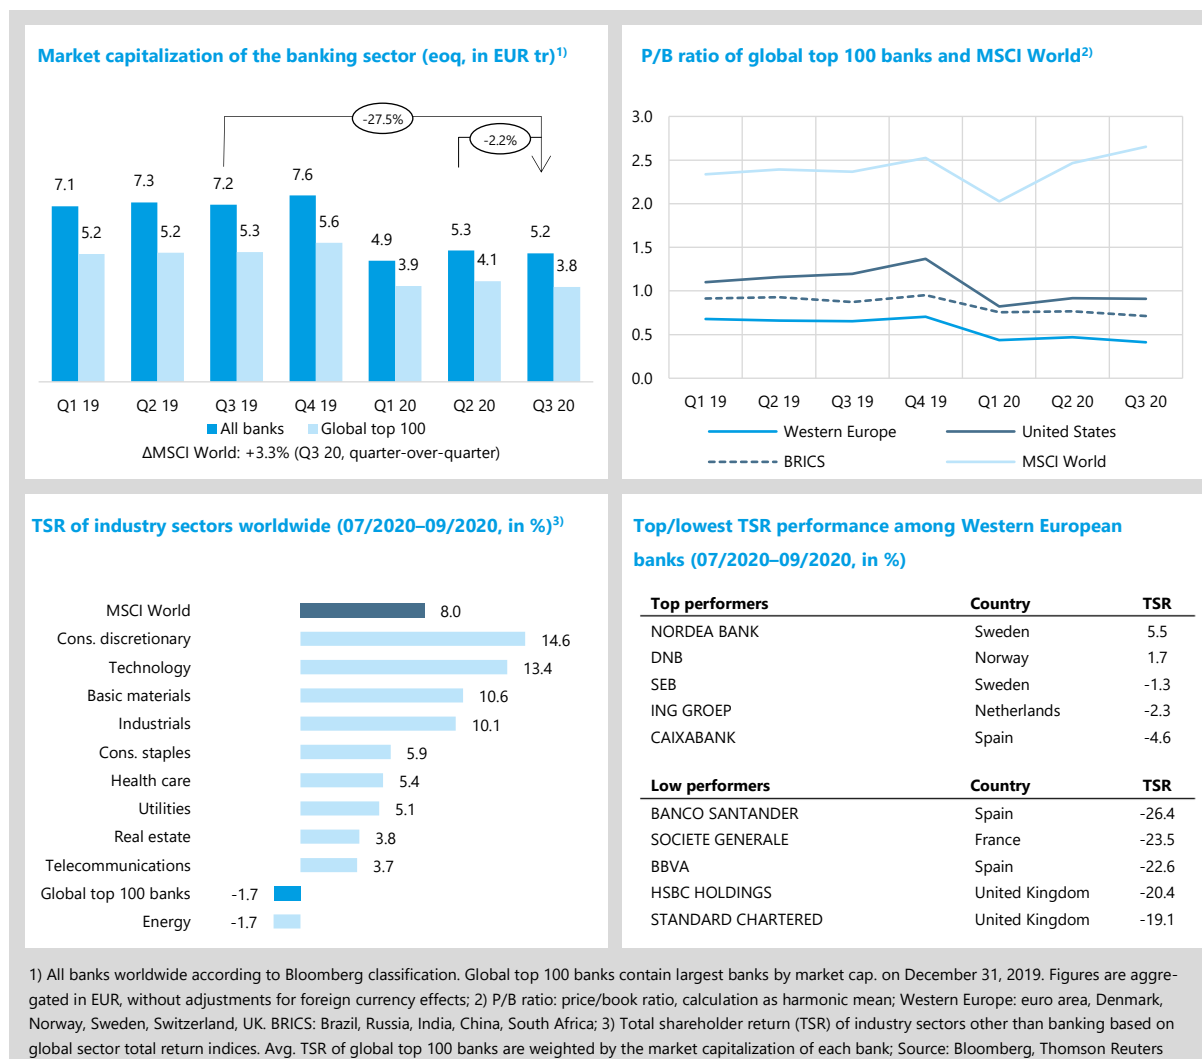 Market capitalization of the banking sector (eoq, in EUR tr)1)
-27.5%
-2.2%
7.1 5.2 7.3 5.2 7.2 5.3 7.6 5.6 4.9 3.9 5.3 4.1 5.2 3.8
Q1 19 Q2 19 Q3 19 Q4 19 Q1 20 Q2 20 Q3 20
All banks Global top 100
ΔMSCI World: +3.3% (Q3 20, quarter-over-quarter)
P/B ratio of global top 100 banks and MSCI World2)
3.0
2.5
2.0
1.5
1.0
0.5
0.0
Q1 19 Q2 19 Q3 19 Q4 19 Q1 20 Q2 20 Q3 20
Western Europe United States
BRICS MSCI World
TSR of industry sectors worldwide (07/2020–09/2020, in %)3)
MSCI World 8.0
Cons. discretionary 14.6
Technology 13.4
Basic materials 10.6
Industrials 10.1
Cons. staples 5.9
Health care 5.4
Utilities 5.1
Real estate 3.8
Telecommunications 3.7
Global top 100 banks -1.7
Energy -1.7
Top/lowest TSR performance among Western European
banks (07/2020–09/2020, in %)
Top performers Country TSR
NORDEA BANK Sweden 5.5
DNB Norway 1.7
SEB Sweden -1.3
ING GROEP Netherlands -2.3
CAIXABANK Spain -4.6
Low performers Country TSR
BANCO SANTANDER Spain -26.4
SOCIETE GENERALE France -23.5
BBVA Spain -22.6
HSBC HOLDINGS United Kingdom -20.4
STANDARD CHARTERED United Kingdom -19.1
1) All banks worldwide according to Bloomberg classification. Global top 100 banks contain largest banks by market cap. on December 31, 2019. Figures are aggre-
gated in EUR, without adjustments for foreign currency effects; 2) P/B ratio: price/book ratio, calculation as harmonic mean; Western Europe: euro area, Denmark,
Norway, Sweden, Switzerland, UK. BRICS: Brazil, Russia, India, China, South Africa; 3) Total shareholder return (TSR) of industry sectors other than banking based on
global sector total return indices. Avg. TSR of global top 100 banks are weighted by the market capitalization of each bank; Source: Bloomberg, Thomson Reuters